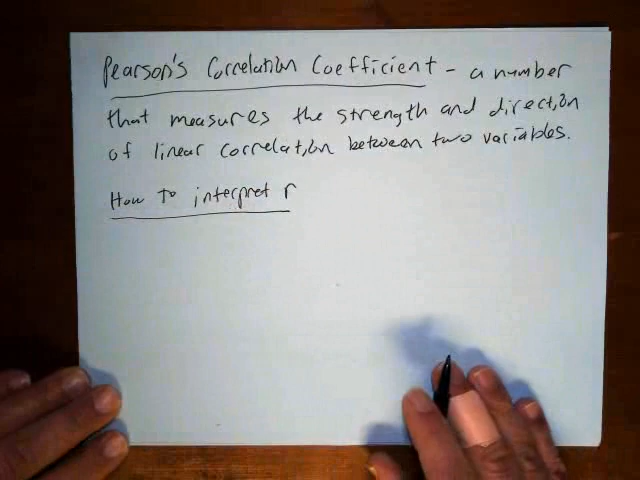 Pearson's Correlation Coefficient - a number
that measures the strength and direction
of linear correlation between two variables.
How to interpret r